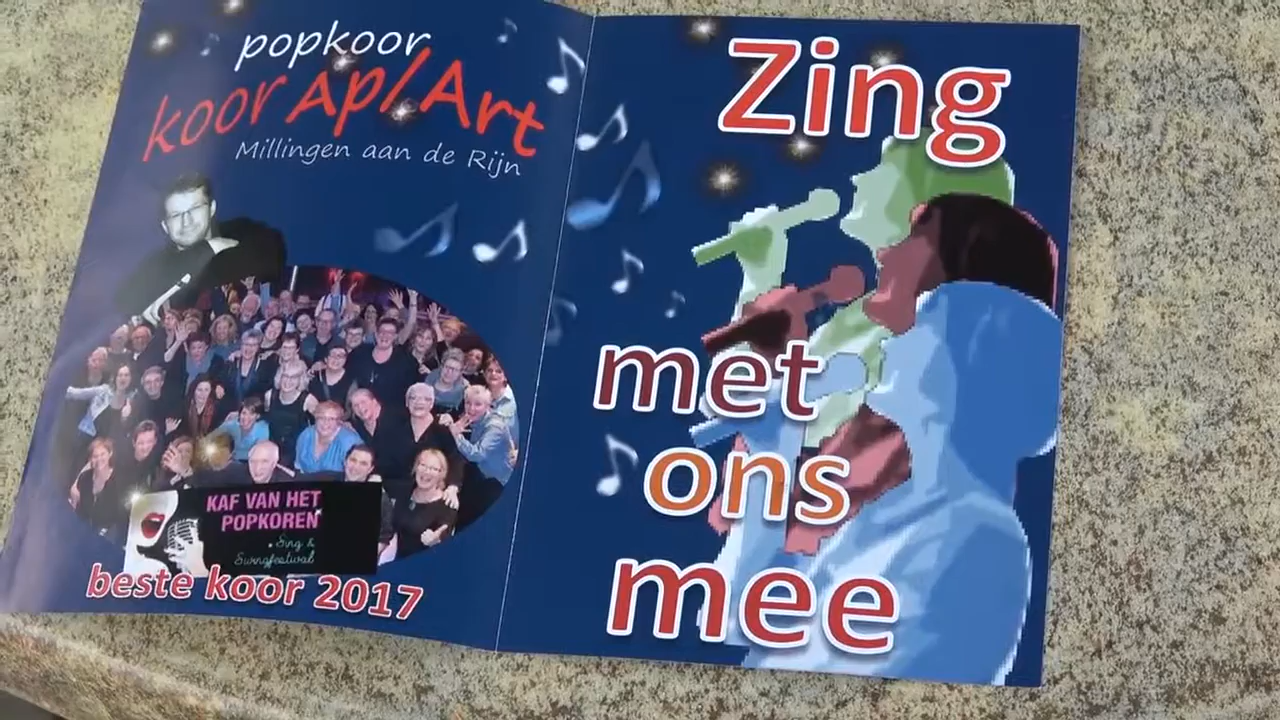 popkoor
koor Ap/Art
Millingen aan de Rijn
KAF VAN HET
POPKOREN
Sing &
Swingfestival
beste koor 2017
Zing
met
ons
mee